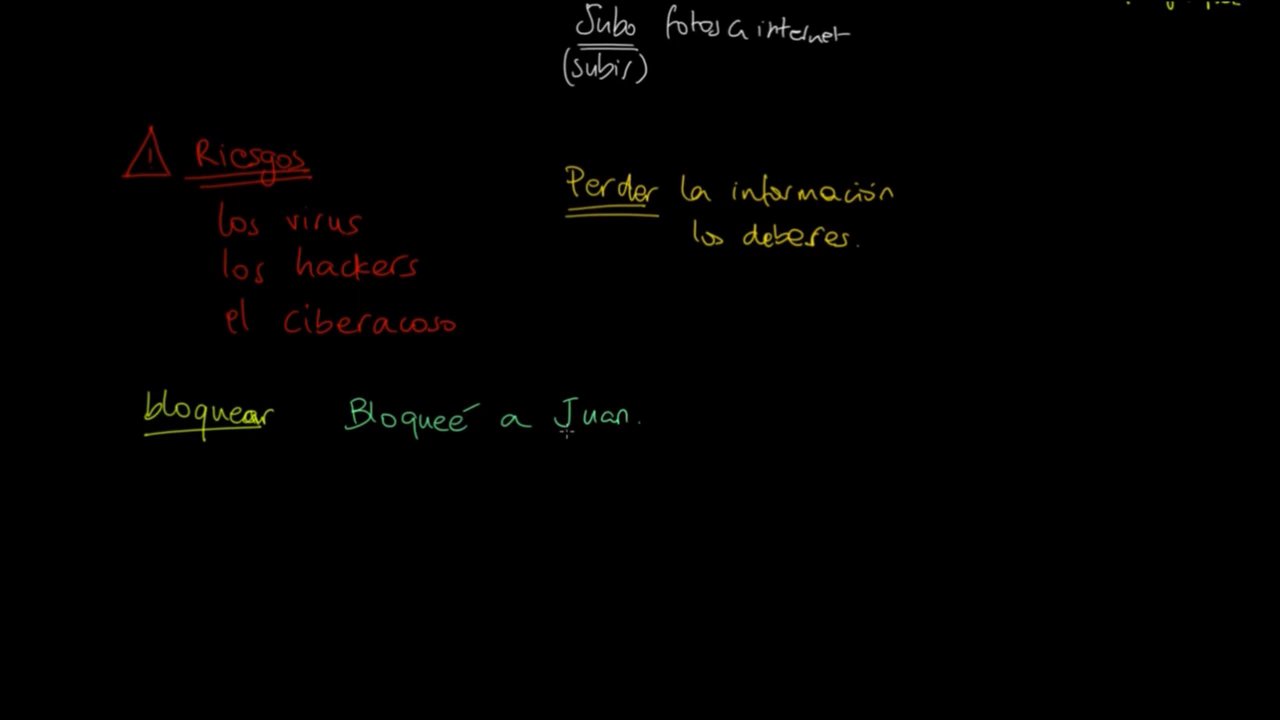 Subo fotos a internet
(subir)
! Riesgos
los virus
los hackers
el ciberacoso
Perder la información
los deberes.
bloquear Bloqueé a Juan.